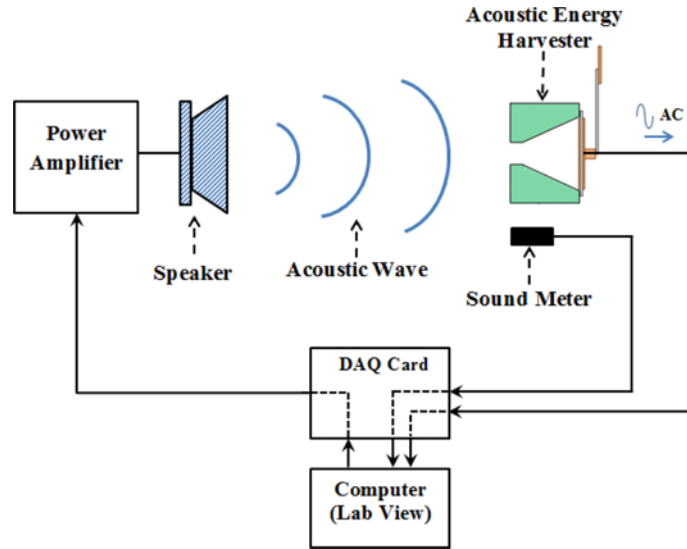 Acoustic Energy
Harvester
AC
Power
Amplifier
Speaker
Acoustic Wave
Sound Meter
DAQ Card
Computer
(Lab View)